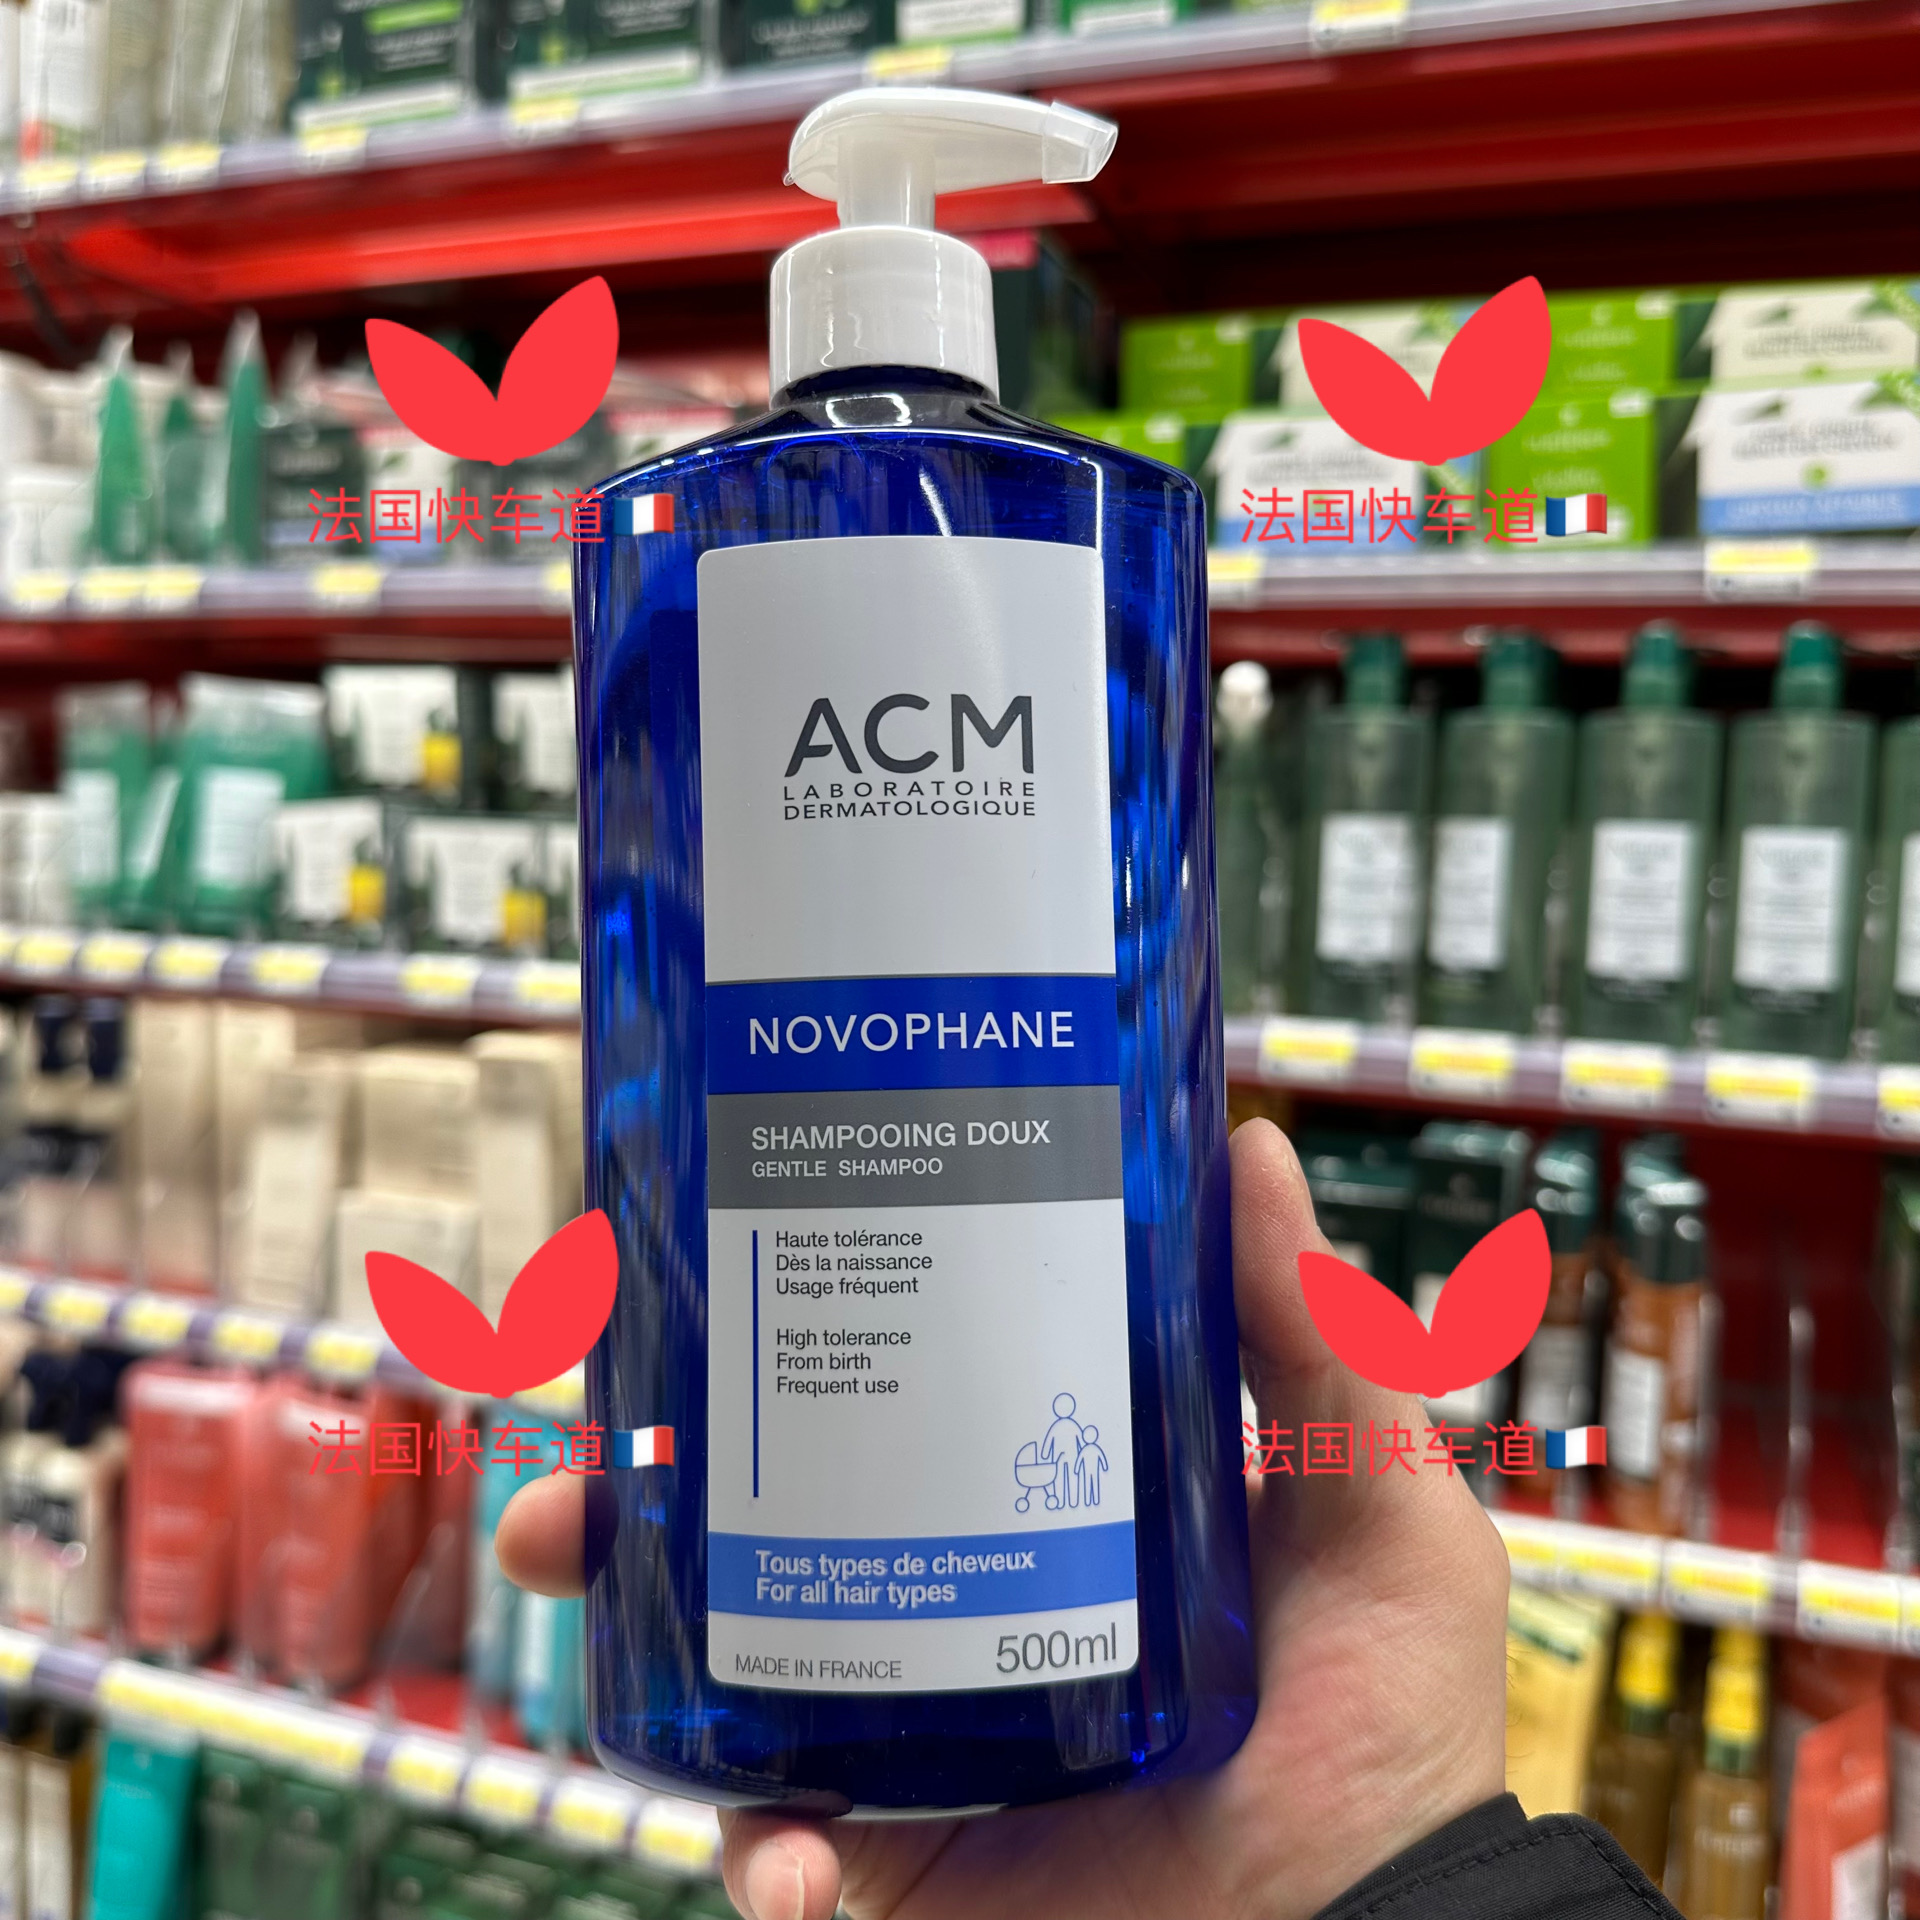 法国快车道🇫🇷
法国快车道🇫🇷
ACM
LABORATOIRE
DERMATOLOGIQUE
NOVOPHANE
SHAMPOOING DOUX
GENTLE SHAMPOO
Haute tolérance
Dès la naissance
Usage fréquent
High tolerance
From birth
Frequent use
法国快车道🇫🇷
法国快车道🇫🇷
Tous types de cheveux
For all hair types
MADE IN FRANCE
500ml